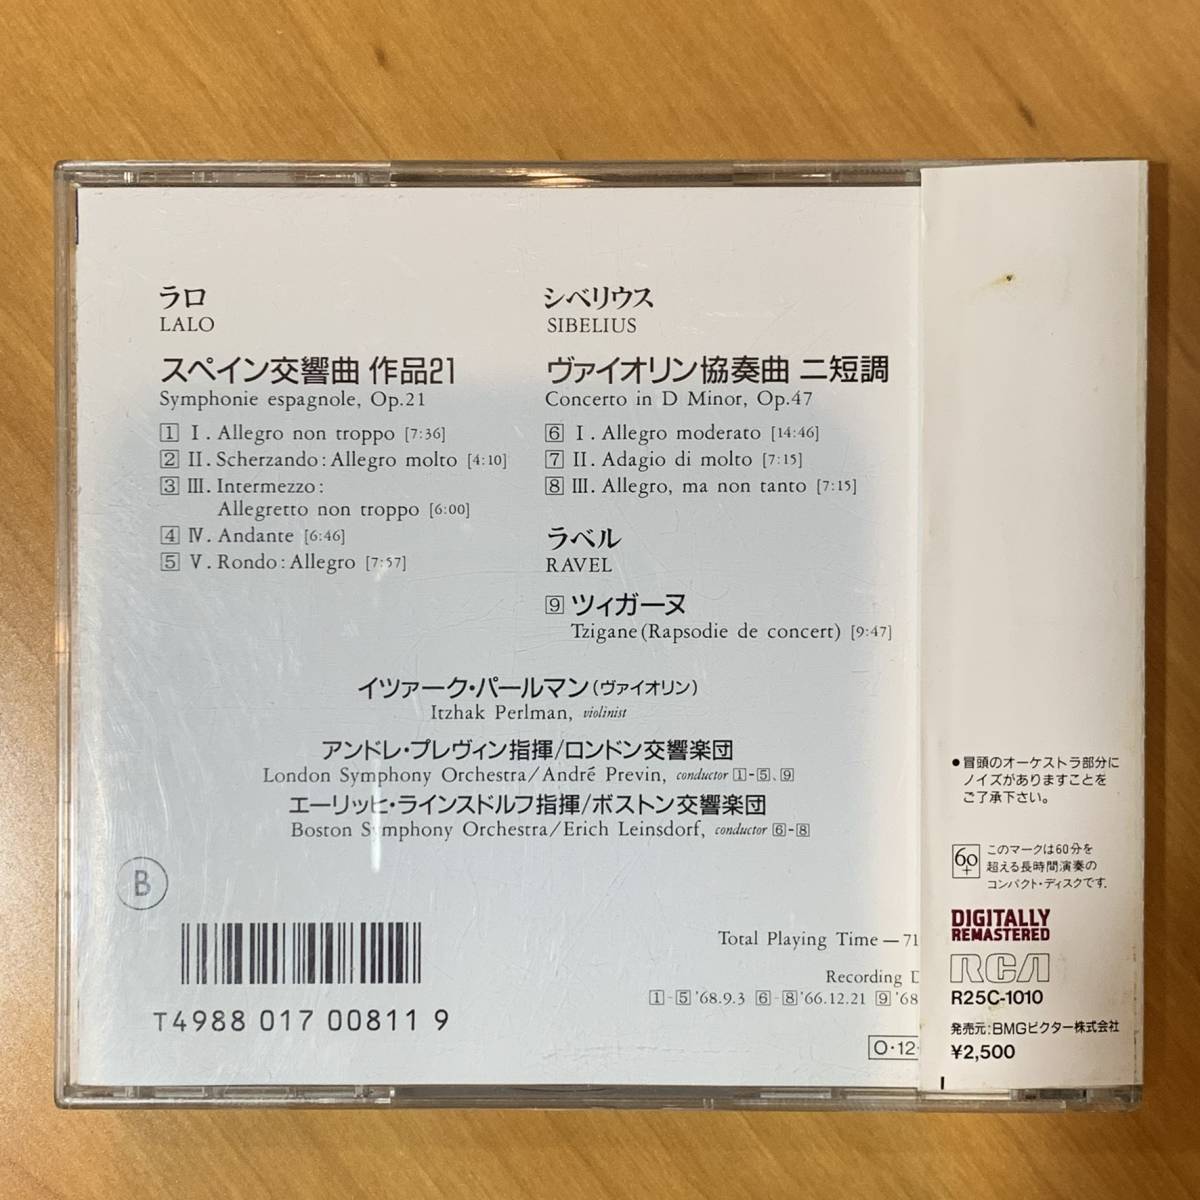 ラロ
LALO
スペイン交響曲 作品21
Symphonie espagnole, Op.21
1 I. Allegro non troppo [7:36]
2 II. Scherzando: Allegro molto [4:10]
3 III. Intermezzo:
Allegretto non troppo [6:00]
4 IV. Andante [6:46]
5 V. Rondo: Allegro [7:57]
シベリウス
SIBELIUS
ヴァイオリン協奏曲 ニ短調
Concerto in D Minor, Op.47
6 I. Allegro moderato [14:46]
7 II. Adagio di molto [7:15]
8 III. Allegro, ma non tanto [7:15]
ラベル
RAVEL
9 ツィガーヌ
Tzigane (Rapsodie de concert) [9:47]
イツァーク・パールマン(ヴァイオリン)
Itzhak Perlman, violinist
アンドレ・プレヴィン指揮/ロンドン交響楽団
London Symphony Orchestra/André Previn, conductor 1-5、9
エーリッヒ・ラインスドルフ指揮/ボストン交響楽団
Boston Symphony Orchestra/Erich Leinsdorf, conductor 6-8
B
T4988 017 00811 9
Total Playing Time—71
Recording D
1-5 '68.9.3 6-8 '66.12.21 9 '68
O・12・
●冒頭のオーケストラ部分に
ノイズがありますことを
ご了承下さい。
60+ このマークは60分を
超える長時間演奏の
コンパクト・ディスクです.
DIGITALLY
REMASTERED
RCA
R25C-1010
発売元:BMGビクター株式会社
¥2,500